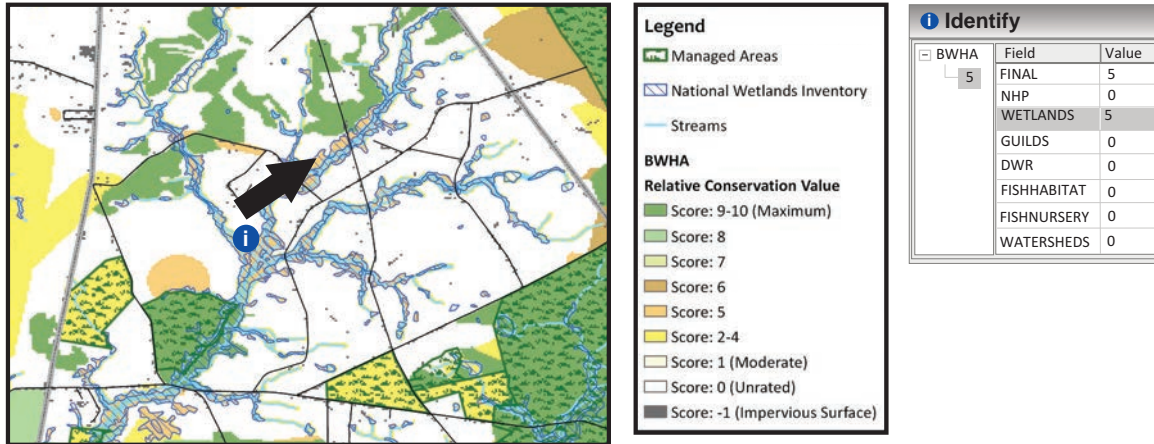 i
Legend
Managed Areas
National Wetlands Inventory
Streams
BWHA
Relative Conservation Value
Score: 9-10 (Maximum)
Score: 8
Score: 7
Score: 6
Score: 5
Score: 2-4
Score: 1 (Moderate)
Score: 0 (Unrated)
Score: -1 (Impervious Surface)
i Identify
BWHA
5
Field Value
FINAL 5
NHP 0
WETLANDS 5
GUILDS 0
DWR 0
FISHHABITAT 0
FISHNURSERY 0
WATERSHEDS 0